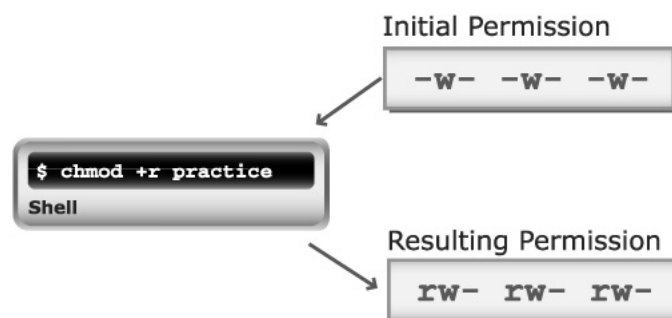 Initial Permission
-w- -w- -w-
$ chmod +r practice
Shell
Resulting Permission
rw- rw- rw-